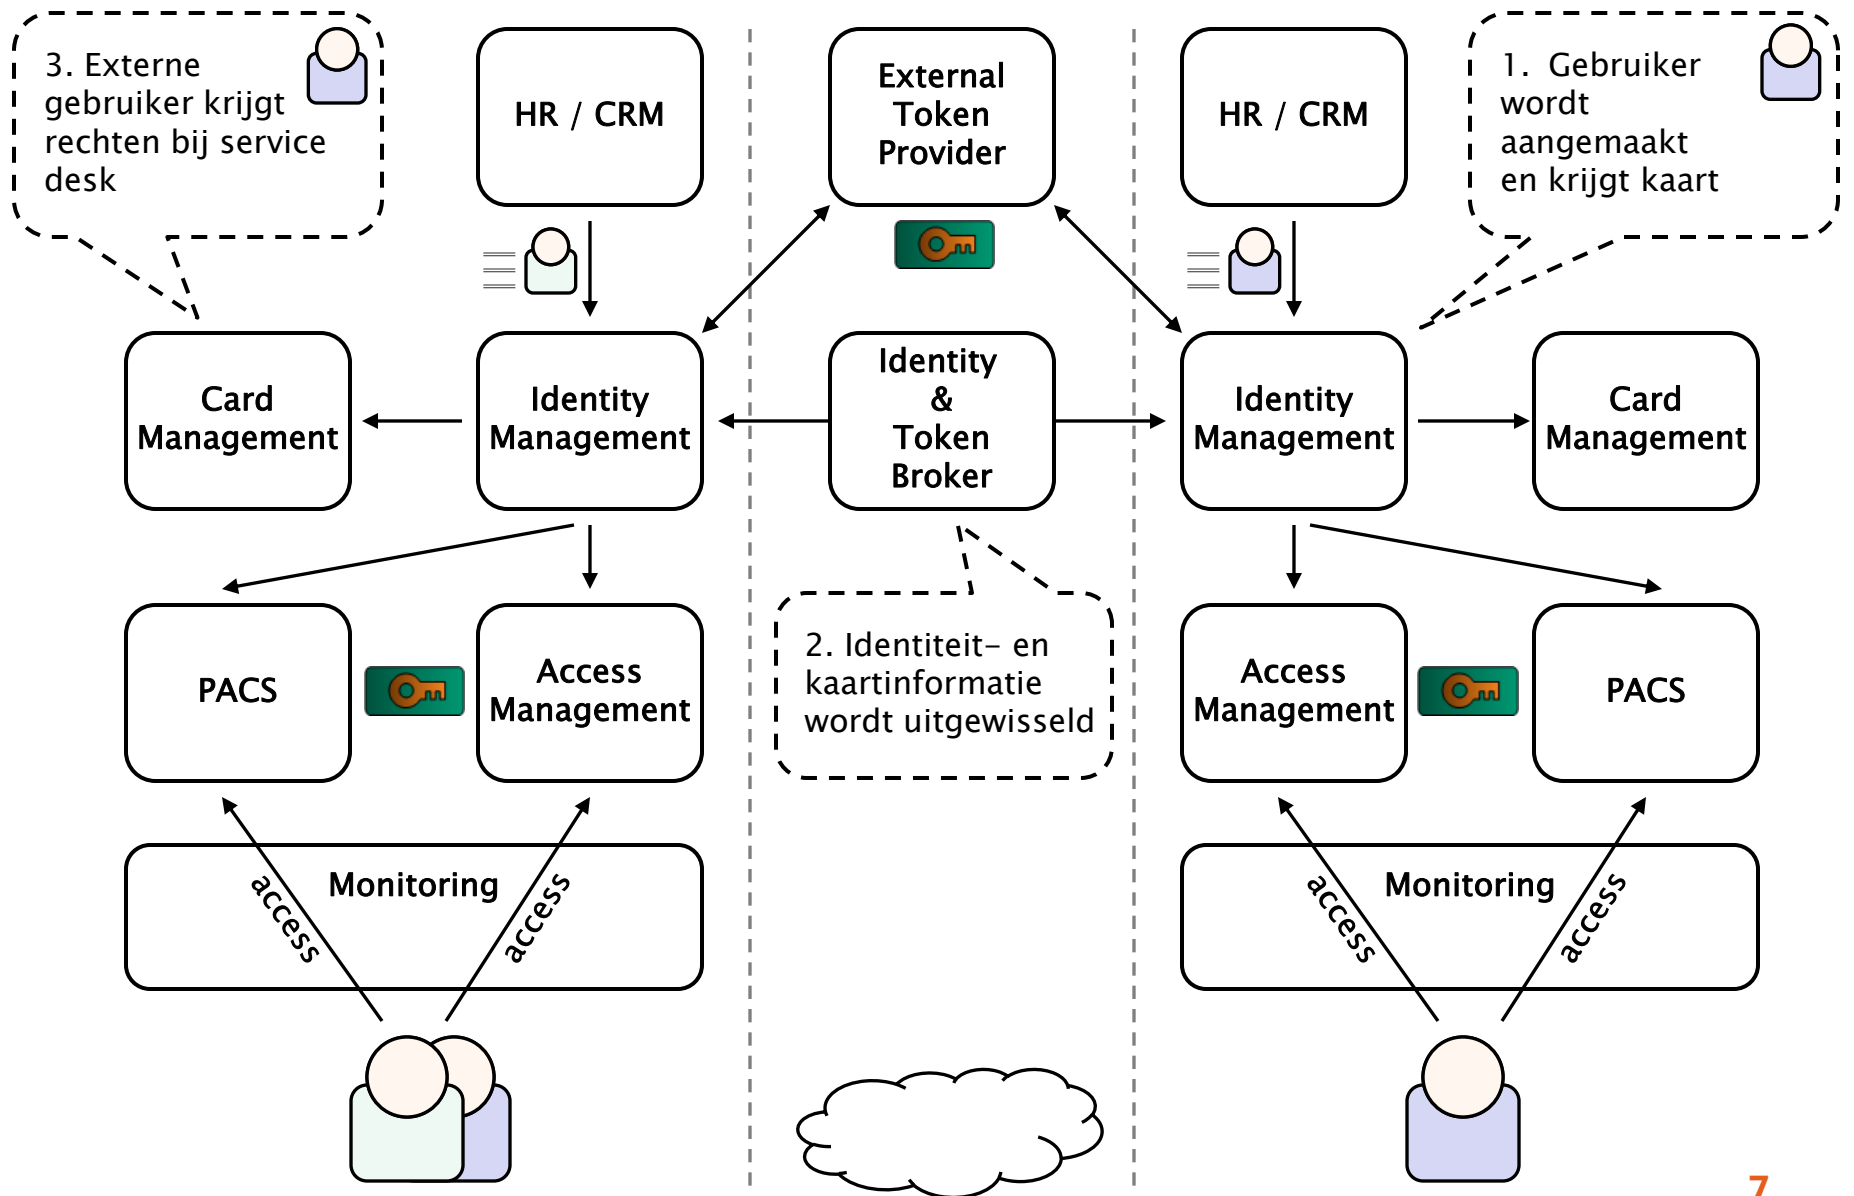 3. Externe
gebruiker krijgt
rechten bij service
desk
HR / CRM
External
Token
Provider
HR / CRM
1. Gebruiker
wordt
aangemaakt
en krijgt kaart
Card
Management
Identity
Management
Identity
&
Token
Broker
Identity
Management
Card
Management
PACS
Access
Management
2. Identiteit- en
kaartinformatie
wordt uitgewisseld
Access
Management
PACS
Monitoring
access
access
Monitoring
access
access
7